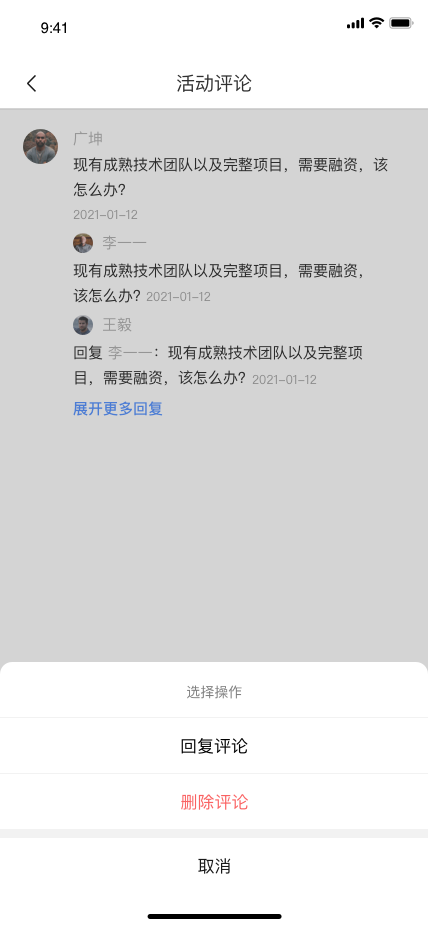 9:41
活动评论
广坤
现有成熟技术团队以及完整项目，需要融资，该
怎么办?
2021-01-12
李一一
现有成熟技术团队以及完整项目，需要融资，
该怎么办? 2021-01-12
王毅
回复 李一一：现有成熟技术团队以及完整项
目，需要融资，该怎么办? 2021-01-12
展开更多回复
选择操作
回复评论
删除评论
取消